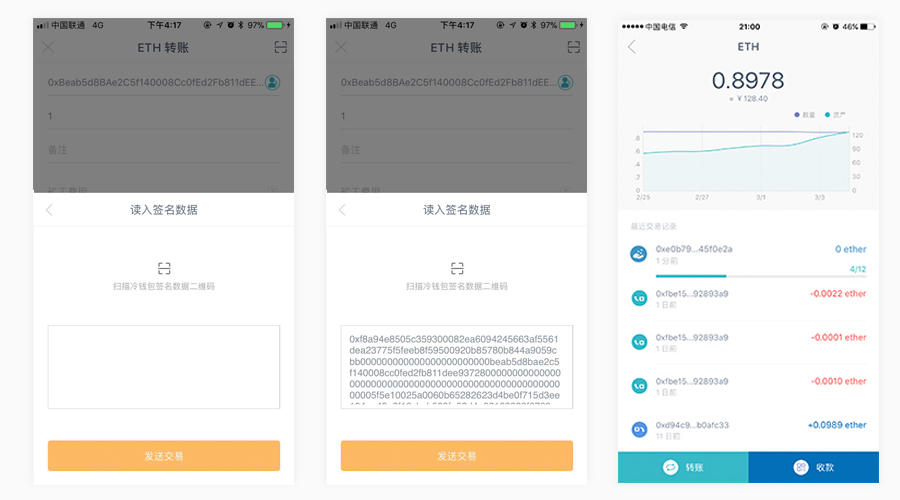 中国联通 4G 下午4:17 97%
ETH 转账
0xBeab5d8BAe2C5f140008Cc0fEd2Fb811dEE...
1
备注
读入签名数据
扫描冷钱包签名数据二维码
发送交易
中国联通 4G 下午4:17 97%
ETH 转账
0xBeab5d8BAe2C5f140008Cc0fEd2Fb811dEE...
1
备注
读入签名数据
扫描冷钱包签名数据二维码
0xf8a94e8505c359300082ea6094245663af5561
dea23775f5feeb8f59500920b85780b844a9059c
bb000000000000000000000000beab5d8bae2c5
f140008cc0fed2fb811dee9372800000000000000
0000000000000000000000000000000000000000
00005f5e10025a0060b65282623d4be0f715d3ee
发送交易
中国电信 21:00 46%
ETH
0.8978
≈ ¥ 128.40
数量 资产
.8 120
.6 90
.4 60
.2 30
0 0
2/25 2/27 3/1 3/3
最近交易记录
0xe0b79...45f0e2a 0 ether
1 分前
4/12
0xfbe15...92893a9 -0.0022 ether
1 日前
0xfbe15...92893a9 -0.0001 ether
1 日前
0xfbe15...92893a9 -0.0010 ether
1 日前
0xd94c9...b0afc33 +0.0989 ether
11 日前
转账 收款